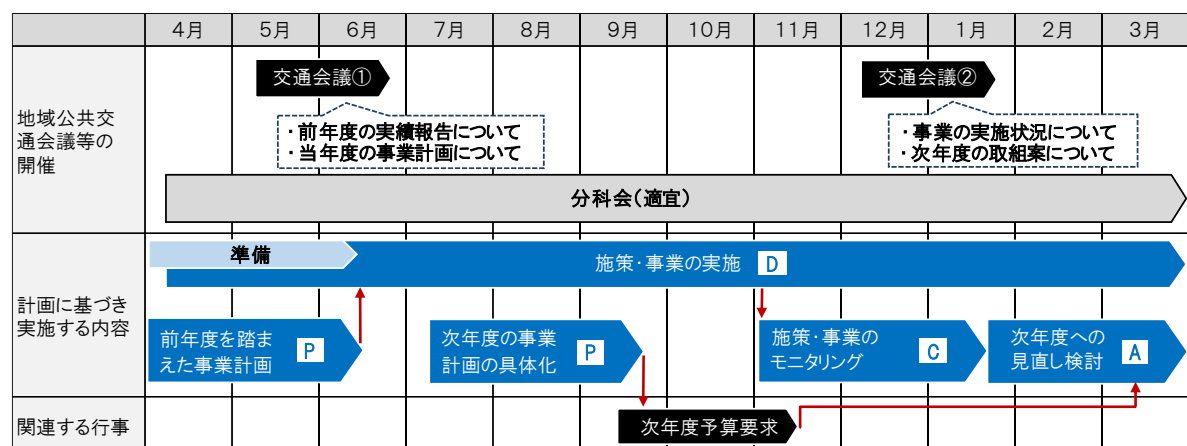 4月 5月 6月 7月 8月 9月 10月 11月 12月 1月 2月 3月
地域公共交
通会議等の
開催
交通会議①
・前年度の実績報告について
・当年度の事業計画について
交通会議②
・事業の実施状況について
・次年度の取組案について
分科会(適宜)
計画に基づき
実施する内容
準備
施策・事業の実施 D
前年度を踏ま
えた事業計画
P
次年度の事業
計画の具体化
P
施策・事業の
モニタリング
C
次年度への
見直し検討
A
関連する行事
次年度予算要求